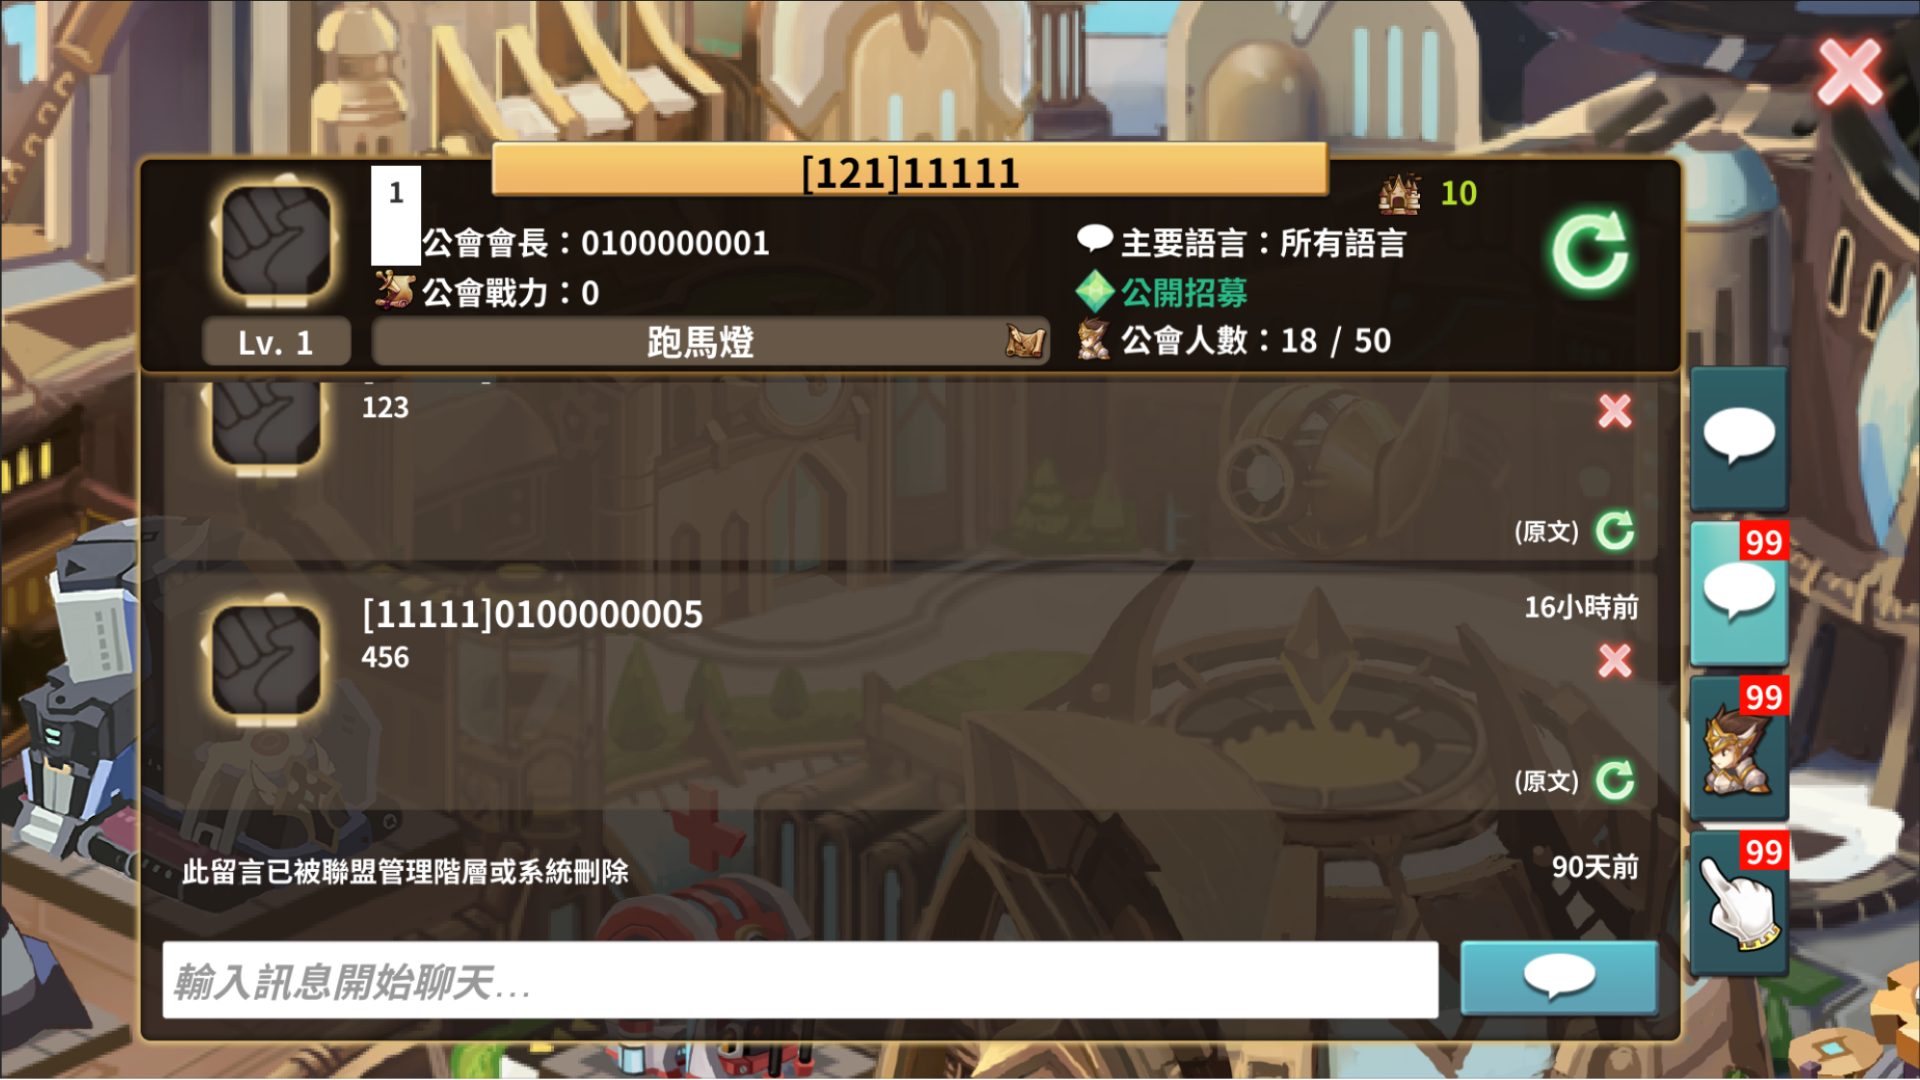 [121]11111
1
10
公會會長：0100000001
主要語言：所有語言
公會戰力：0
公開招募
Lv. 1
跑馬燈
公會人數：18 / 50
123
(原文)
99
[11111]0100000005
16小時前
456
99
(原文)
99
此留言已被聯盟管理階層或系統刪除
90天前
輸入訊息開始聊天...